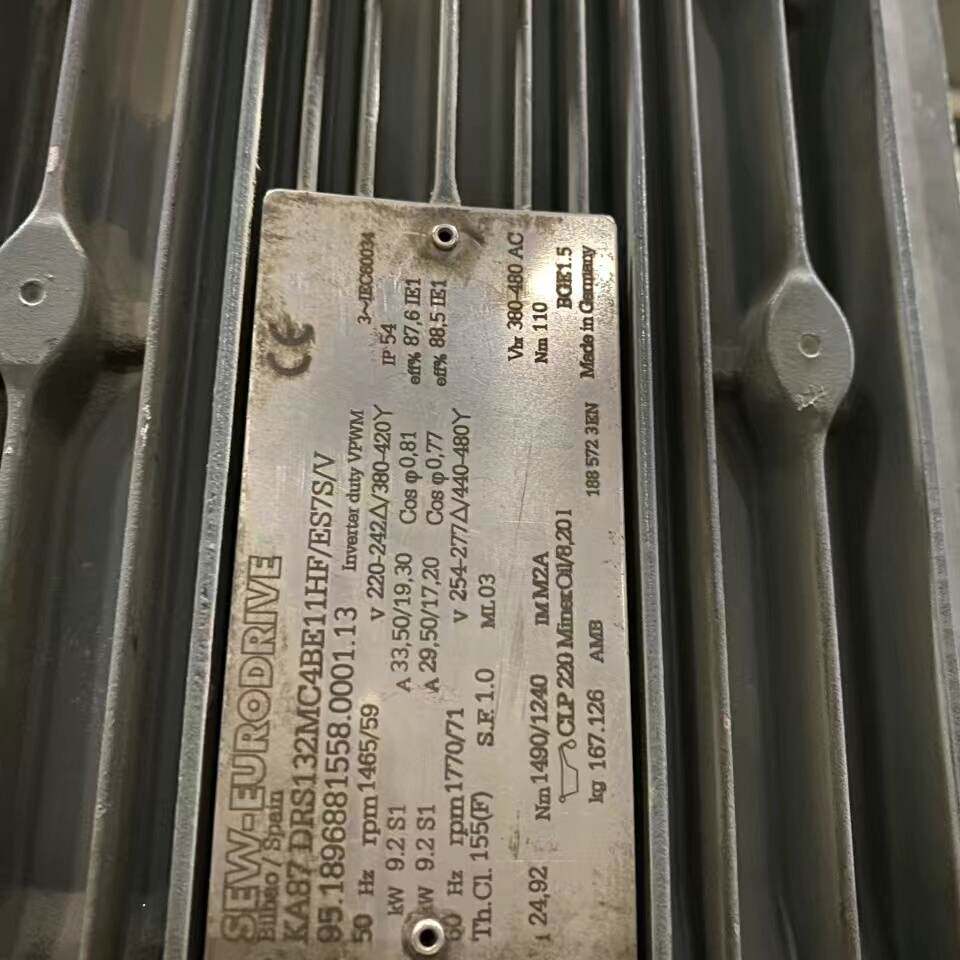 SEW-EURODRIVE
Bilbao / Spain
KA87 DRS132MC4BE11HF/ES7S/V
95.1896881558.0001.13 Inverter duty VPWM 3~IEC60034
50 Hz rpm 1465/59 V 220-242Δ/380-420Y IP 54
kW 9.2 S1 A 33,50/19,30 Cos φ 0,81 eff% 87,6 IE1
kW 9.2 S1 A 29,50/17,20 Cos φ 0,77 eff% 88,5 IE1
60 Hz rpm 1770/71 V 254-277Δ/440-480Y
Th.Cl. 155(F) S.F. 1.0 ML 03
Vbr 380-480 AC
i 24,92 Nm 1490/1240 IM M2A Nm 110
CLP 220 Miner Oil/8,20 l BGE1.5
kg 167.126 AMB 188 572 3EN Made in Germany
CE